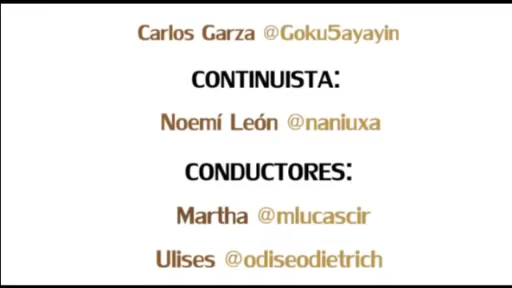 Carlos Garza @Goku5ayayin
CONTINUISTA:
Noemí León @naniuxa
CONDUCTORES:
Martha @mlucascir
Ulises @odiseodietrich